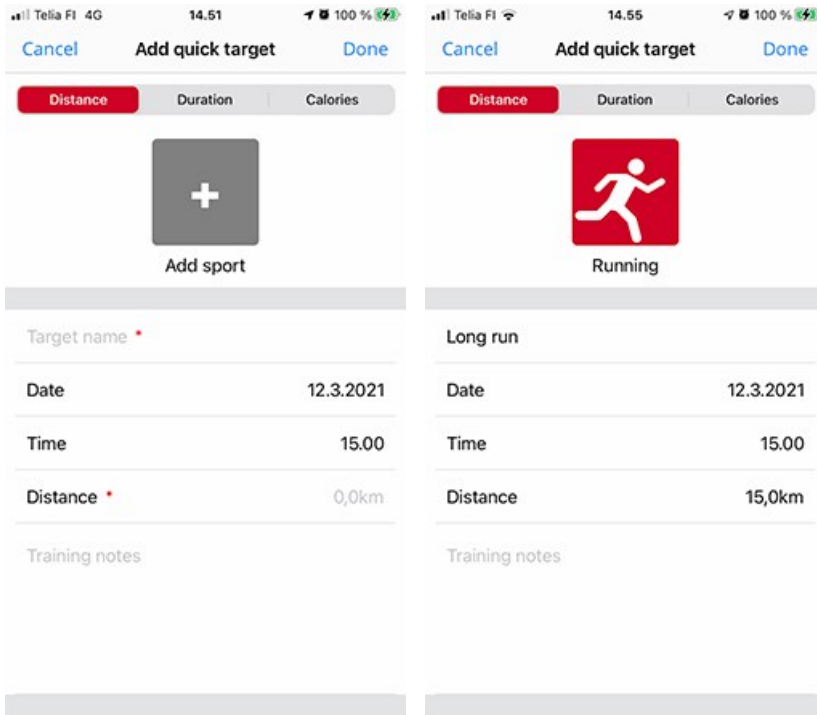 Telia FI 4G 14.51 100 %
Cancel Add quick target Done
Distance Duration Calories
+
Add sport
Target name *
Date 12.3.2021
Time 15.00
Distance * 0,0km
Training notes
Telia FI 14.55 100 %
Cancel Add quick target Done
Distance Duration Calories
Running
Long run
Date 12.3.2021
Time 15.00
Distance 15,0km
Training notes